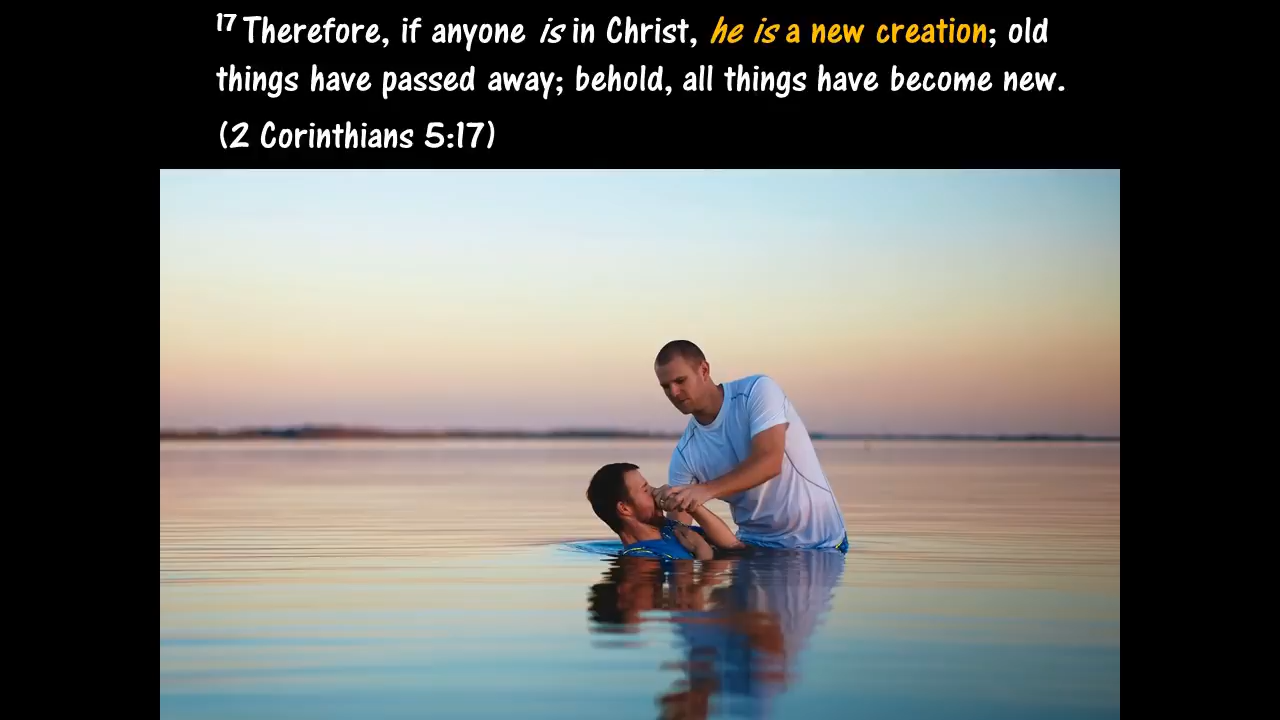 17 Therefore, if anyone is in Christ, he is a new creation; old
things have passed away; behold, all things have become new.
(2 Corinthians 5:17)